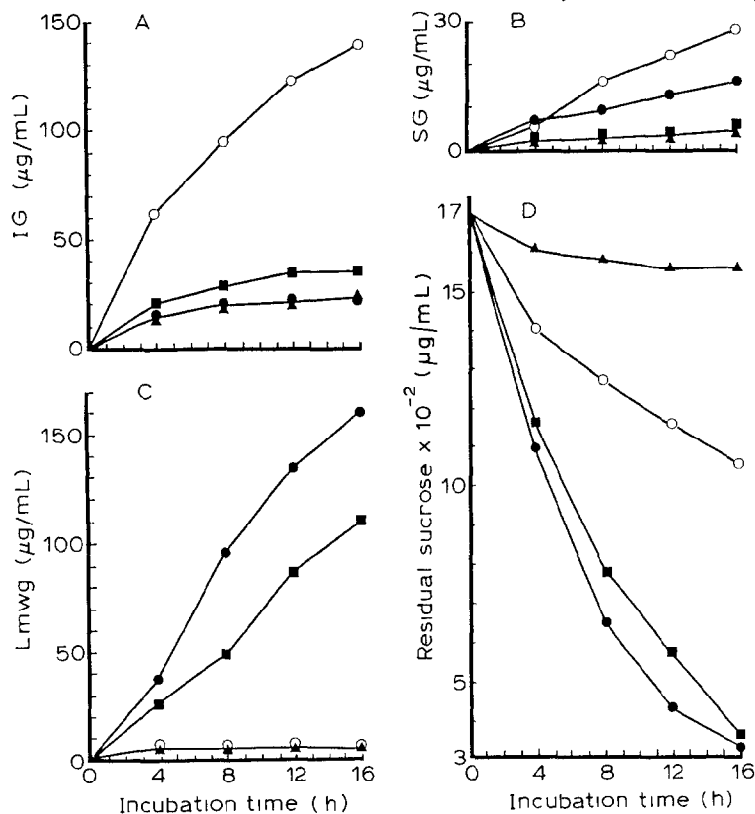 A
IG (μg/mL)
150
100
50
0
B
SG (μg/mL)
30
0
C
Lmwg (μg/mL)
150
100
50
0
0 4 8 12 16
Incubation time (h)
D
Residual sucrose x 10⁻² (μg/mL)
17
15
10
5
3
0 4 8 12 16
Incubation time (h)